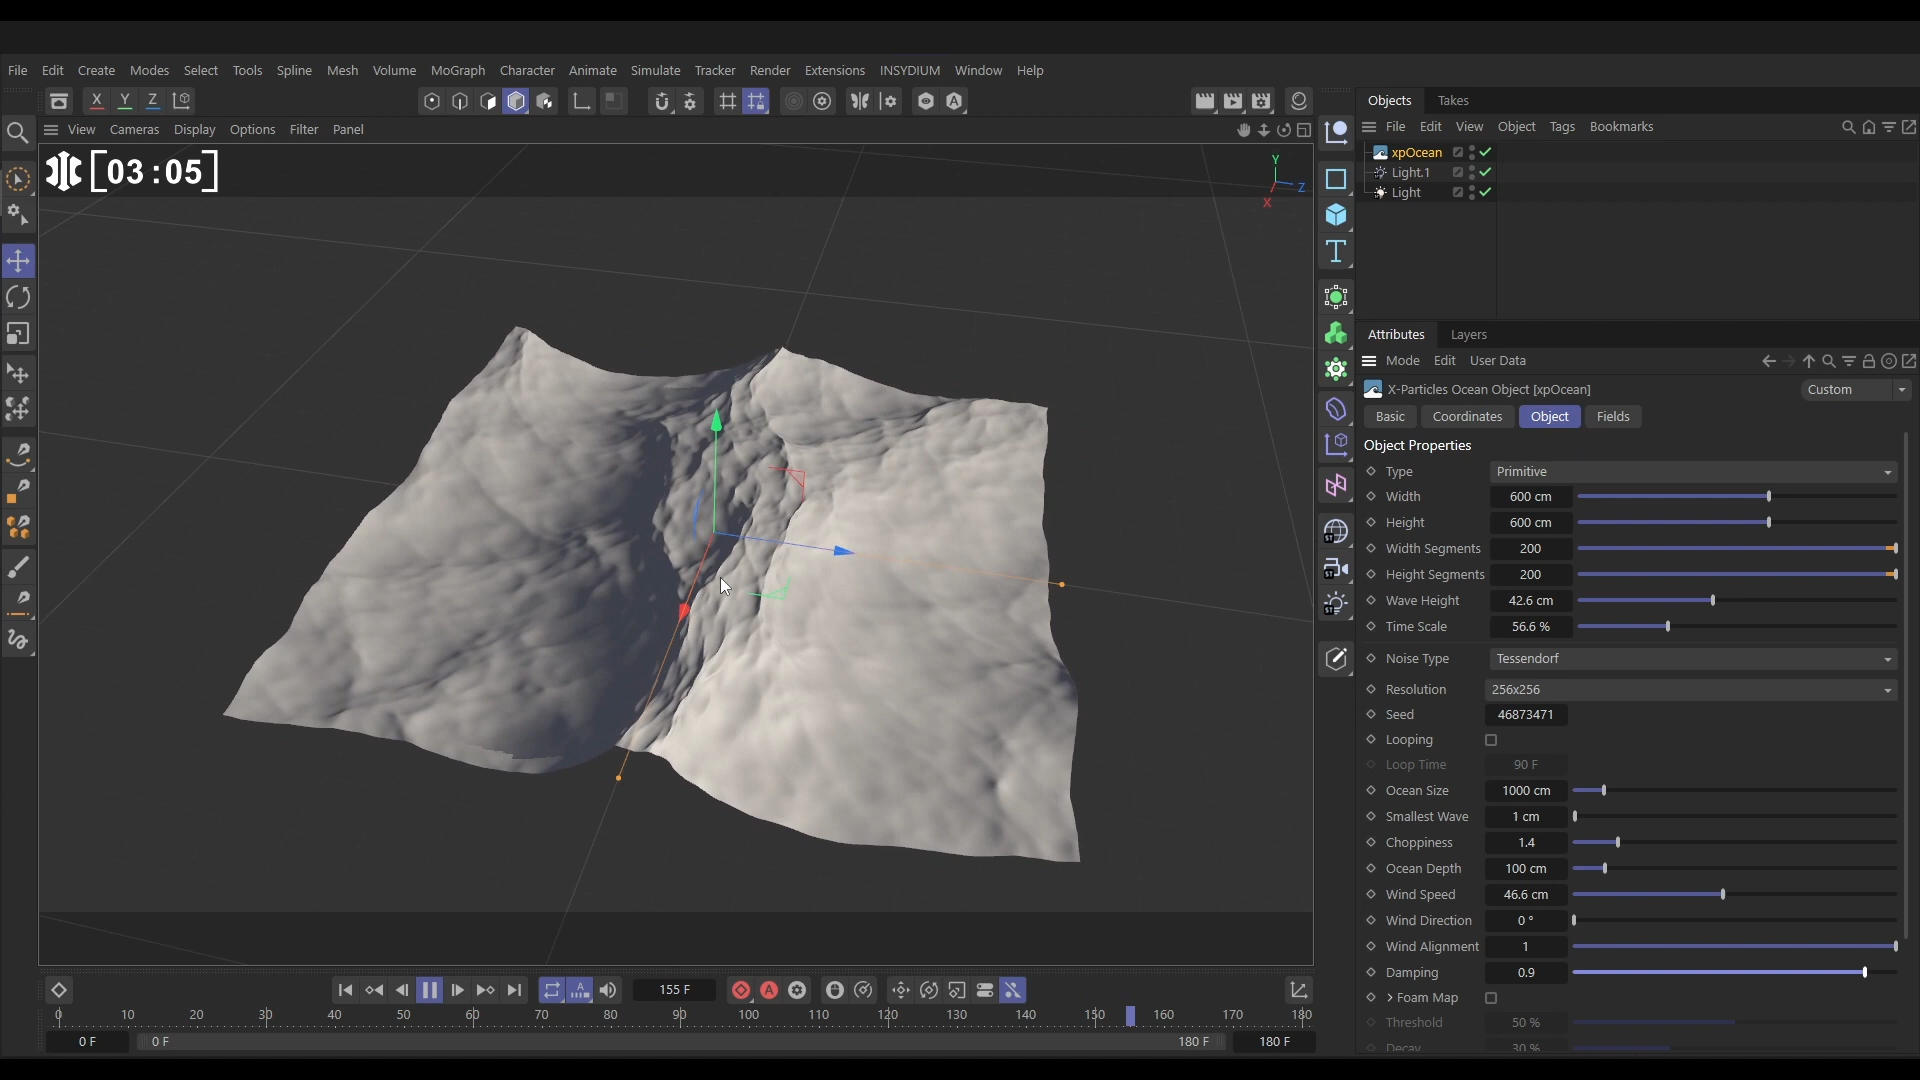 File Edit Create Modes Select Tools Spline Mesh Volume MoGraph Character Animate Simulate Tracker Render Extensions INSYDIUM Window Help
X Y Z
View Cameras Display Options Filter Panel
[03:05]
Y
Z
X
Objects Takes
File Edit View Object Tags Bookmarks
xpOcean
Light.1
Light
Attributes Layers
Mode Edit User Data
X-Particles Ocean Object [xpOcean] Custom
Basic Coordinates Object Fields
Object Properties
Type Primitive
Width 600 cm
Height 600 cm
Width Segments 200
Height Segments 200
Wave Height 42.6 cm
Time Scale 56.6 %
Noise Type Tessendorf
Resolution 256x256
Seed 46873471
Looping
Loop Time 90 F
Ocean Size 1000 cm
Smallest Wave 1 cm
Choppiness 1.4
Ocean Depth 100 cm
Wind Speed 46.6 cm
Wind Direction 0 °
Wind Alignment 1
Damping 0.9
Foam Map
Threshold 50 %
Decay 30 %
155 F
0 10 20 30 40 50 60 70 80 90 100 110 120 130 140 150 160 170 180
0 F 0 F 180 F 180 F